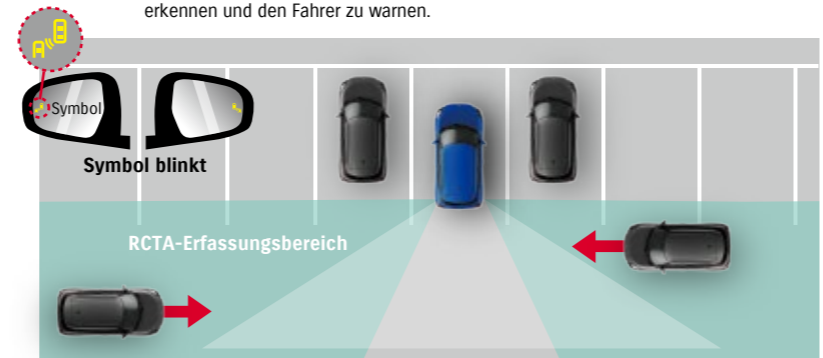 erkennen und den Fahrer zu warnen.
Symbol
Symbol blinkt
RCTA-Erfassungsbereich